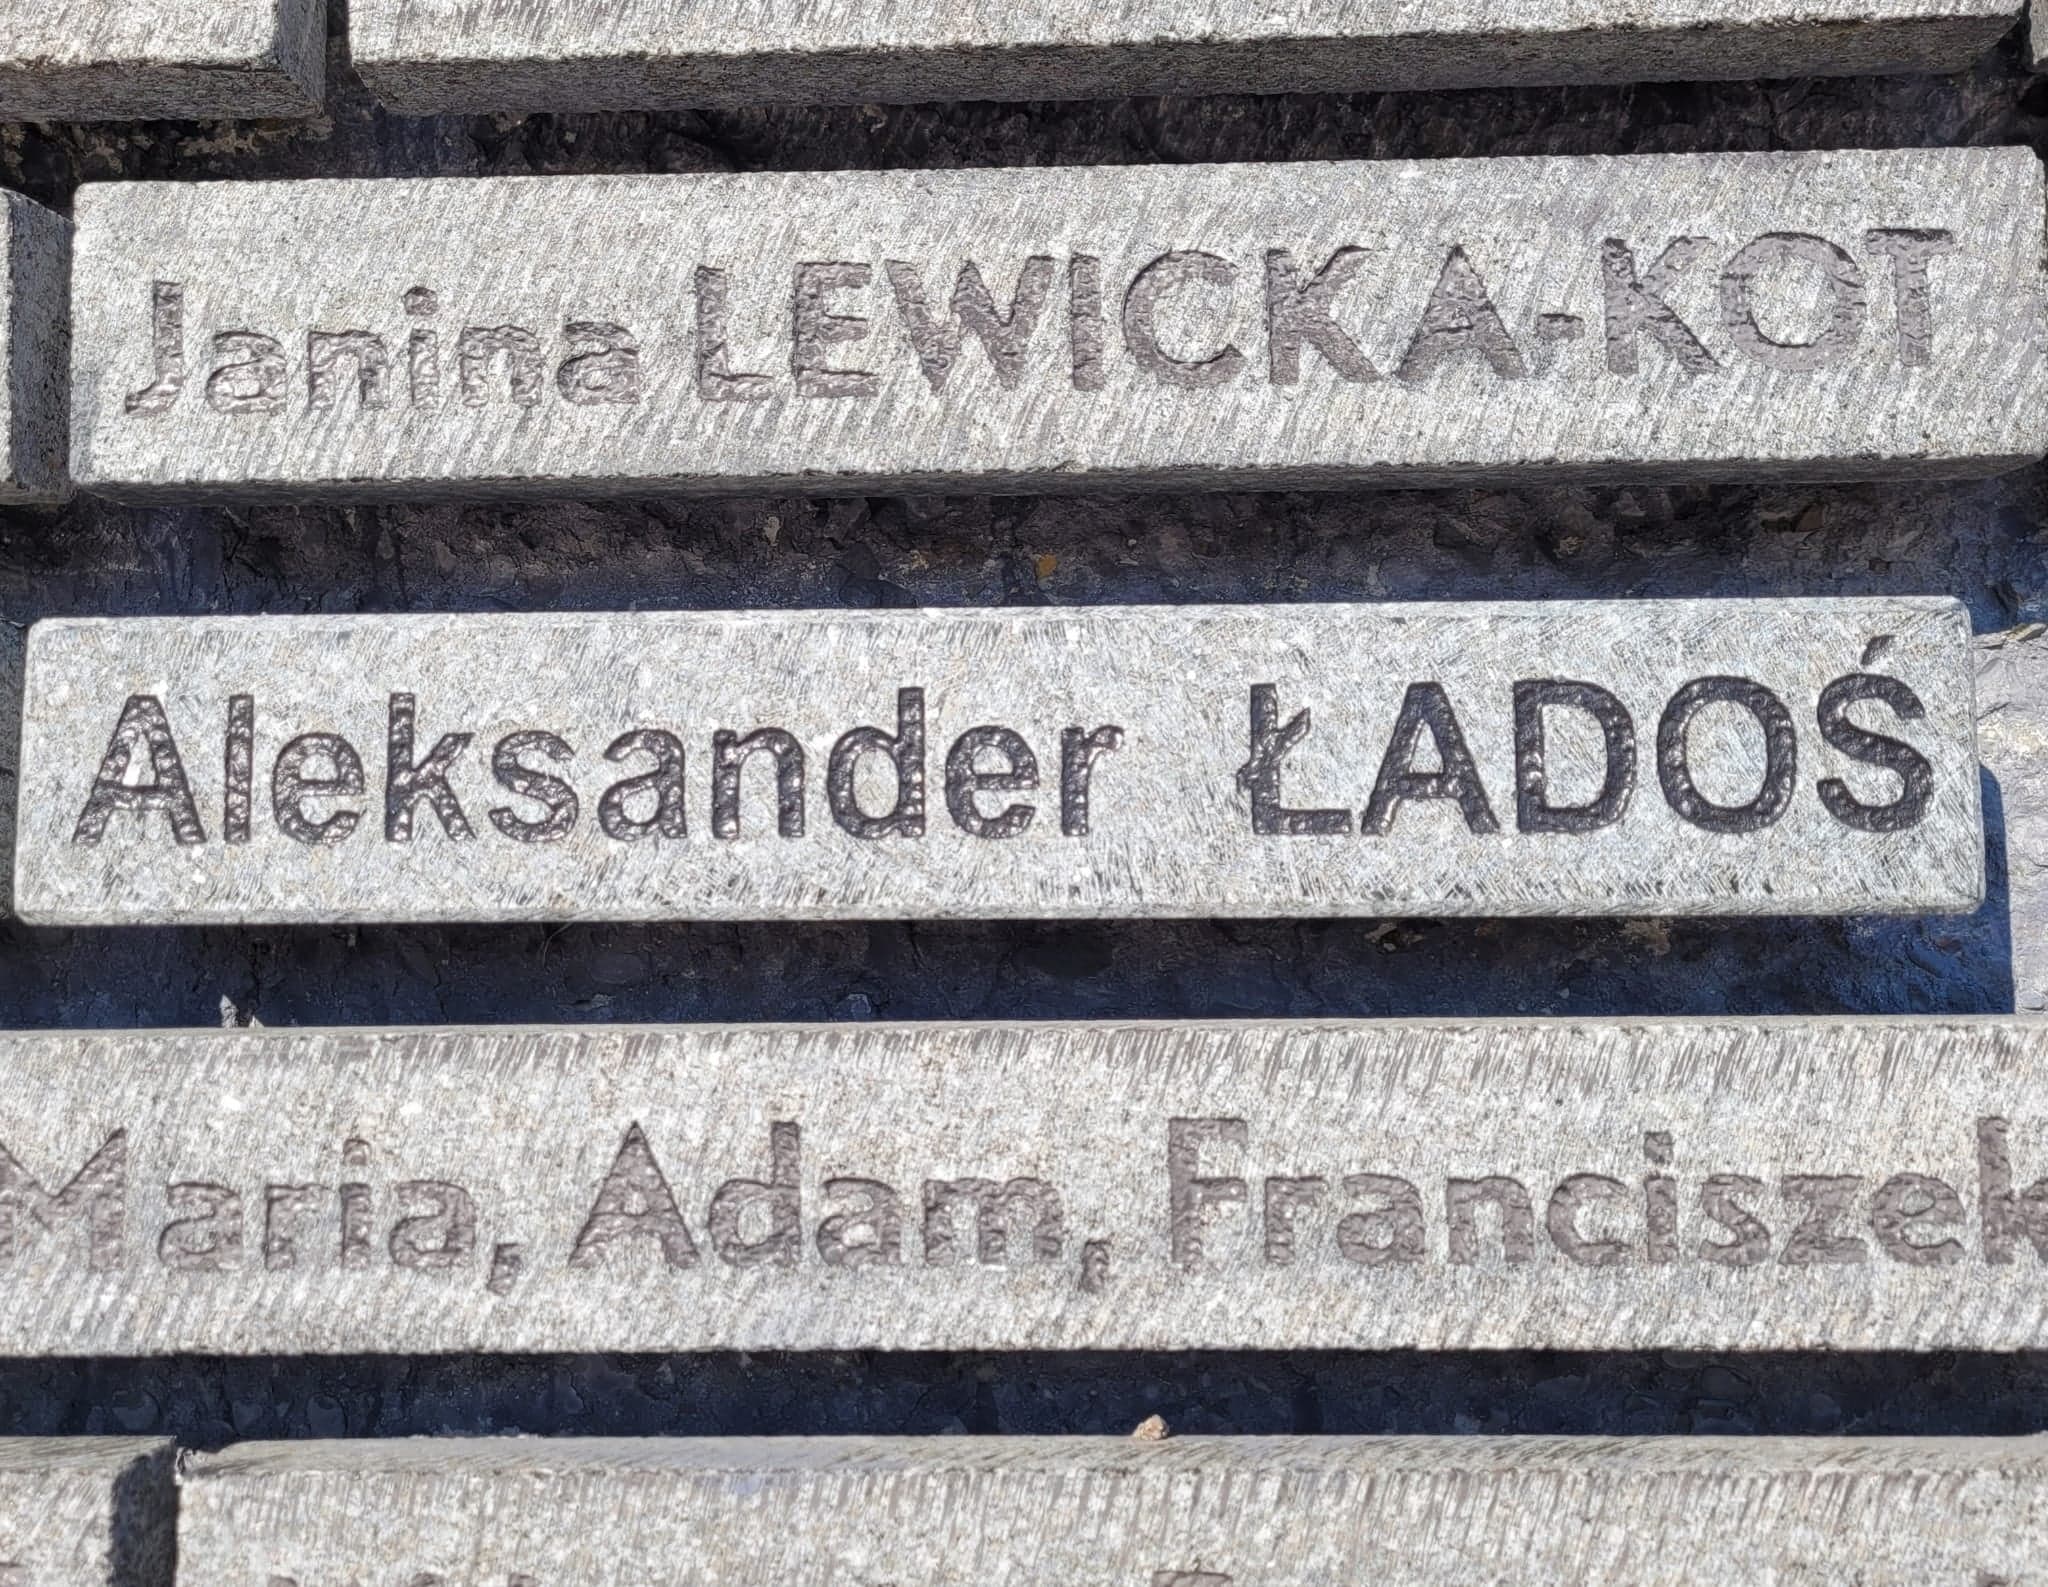 Janina LEWICKA-KOT
Aleksander ŁADOŚ
Maria, Adam, Franciszek